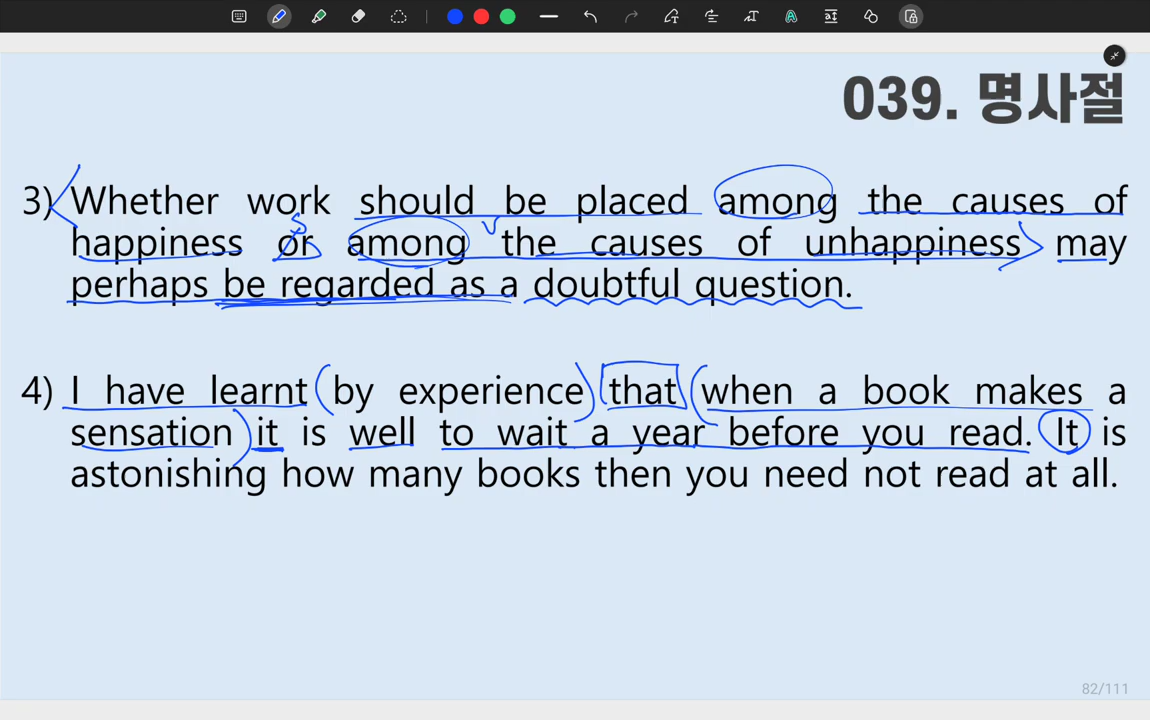 039. 명사절
3) Whether work should be placed among the causes of
happiness or among the causes of unhappiness may
perhaps be regarded as a doubtful question.
4) I have learnt by experience that when a book makes a
sensation it is well to wait a year before you read. It is
astonishing how many books then you need not read at all.
82/111